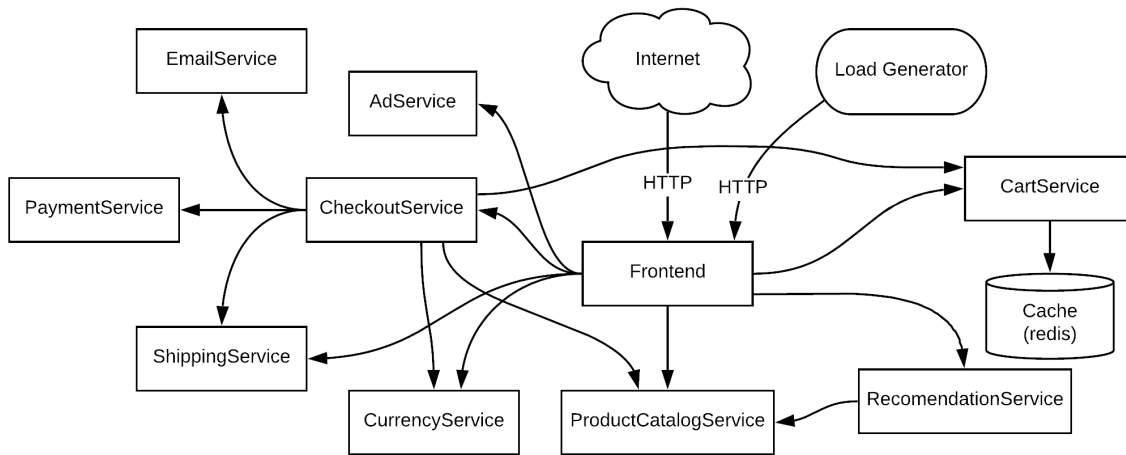 EmailService
Internet
Load Generator
AdService
HTTP
HTTP
CartService
PaymentService
CheckoutService
Frontend
Cache
(redis)
ShippingService
RecomendationService
CurrencyService
ProductCatalogService